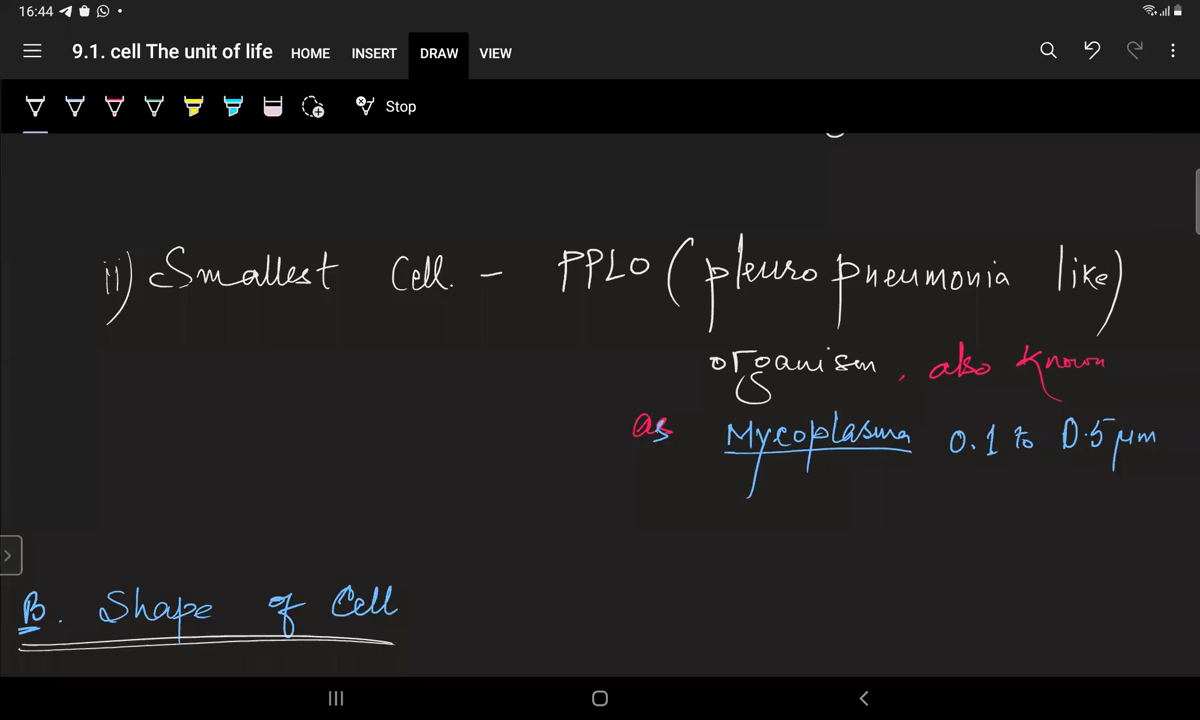 16:44
9.1. cell The unit of life HOME INSERT DRAW VIEW
Stop
ii) Smallest Cell. - PPLO (pleuro pneumonia like)
organism, also known
as Mycoplasma 0.1 to 0.5 μm
B. Shape of Cell